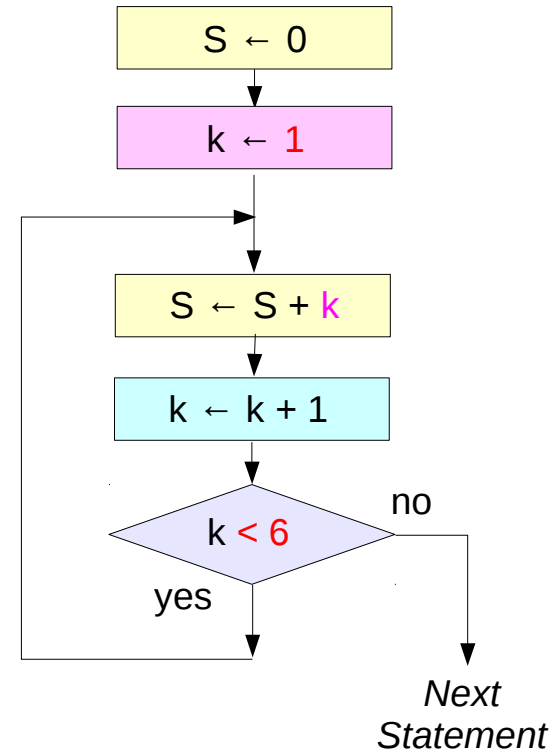 S ← 0
k ← 1
S ← S + k
k ← k + 1
k < 6
no
yes
Next
Statement